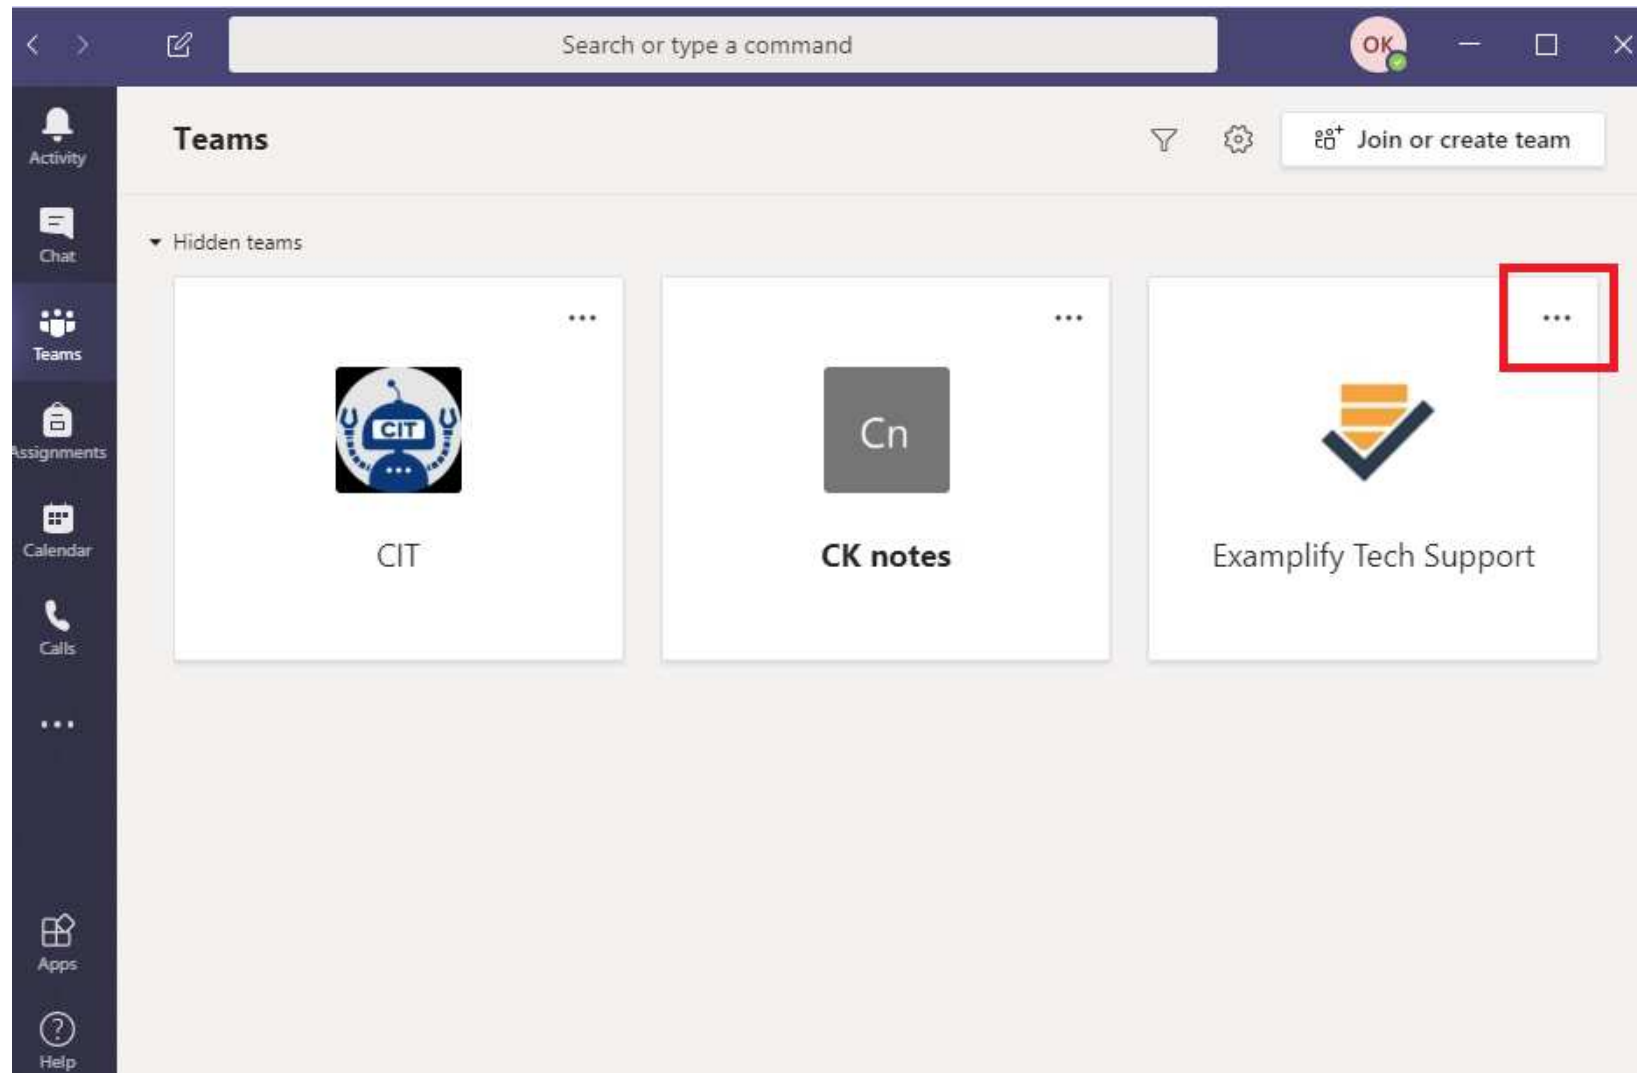 Search or type a command
OK
Activity
Chat
Teams
Assignments
Calendar
Calls
Apps
Help
Teams
Join or create team
Hidden teams
CIT
CIT
Cn
CK notes
Examplify Tech Support